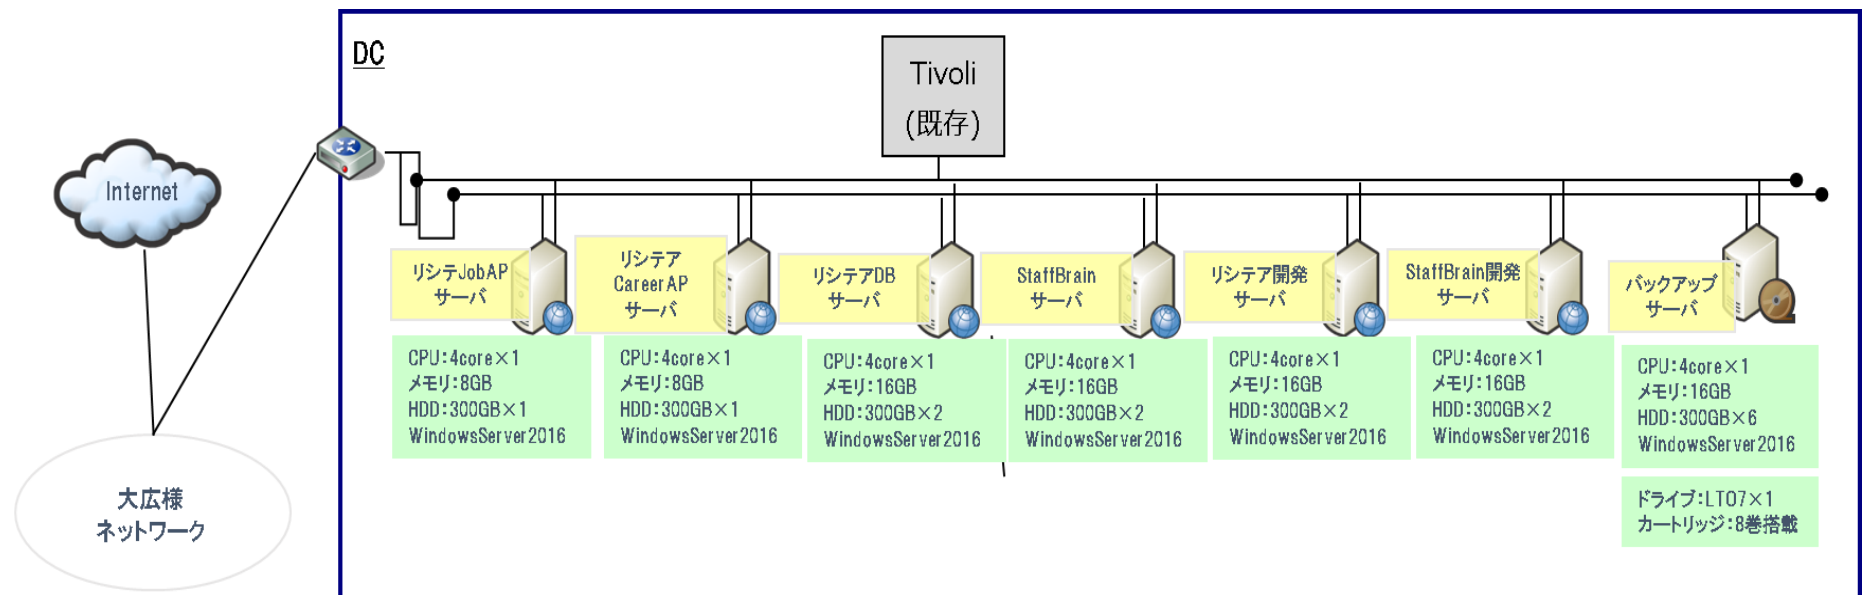 DC
Tivoli
(既存)
Internet
大広様
ネットワーク
リシテJobAP
サーバ
リシテア
CareerAP
サーバ
リシテアDB
サーバ
StaffBrain
サーバ
リシテア開発
サーバ
StaffBrain開発
サーバ
バックアップ
サーバ
CPU:4core×1
メモリ:8GB
HDD:300GB×1
WindowsServer2016
CPU:4core×1
メモリ:8GB
HDD:300GB×1
WindowsServer2016
CPU:4core×1
メモリ:16GB
HDD:300GB×2
WindowsServer2016
CPU:4core×1
メモリ:16GB
HDD:300GB×2
WindowsServer2016
CPU:4core×1
メモリ:16GB
HDD:300GB×2
WindowsServer2016
CPU:4core×1
メモリ:16GB
HDD:300GB×2
WindowsServer2016
CPU:4core×1
メモリ:16GB
HDD:300GB×6
WindowsServer2016
ドライブ:LTO7×1
カートリッジ:8巻搭載